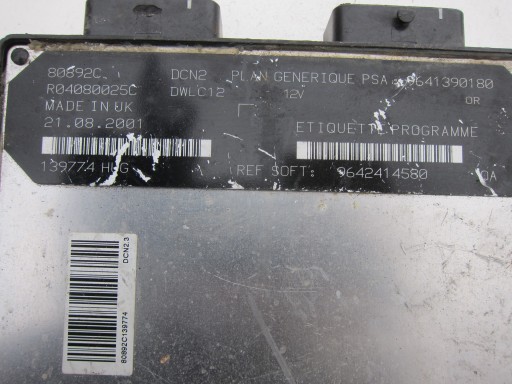 80892C DCN2 PLAN GENERIQUE PSA 9641390180
R04080025C DWLC12 12V OR
MADE IN UK
21.08.2001 ETIQUETTE PROGRAMME
139774 REF SOFT: 9642414580 0A
DCN2.3
80892C139774